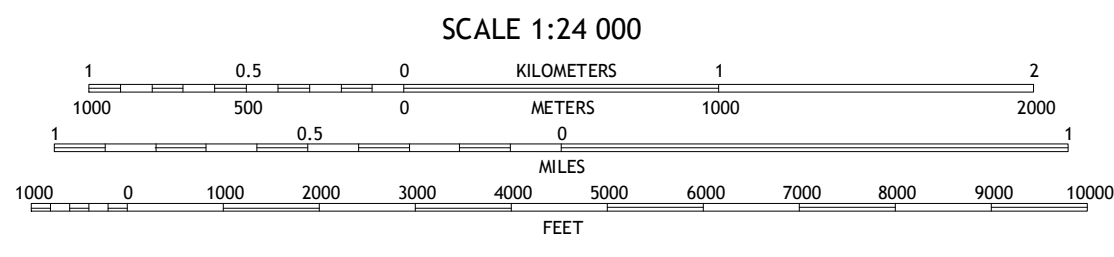 SCALE 1:24 000
1 0.5 0 KILOMETERS 1 2
1000 500 0 METERS 1000 2000
1 0.5 0 1
MILES
1000 0 1000 2000 3000 4000 5000 6000 7000 8000 9000 10000
FEET